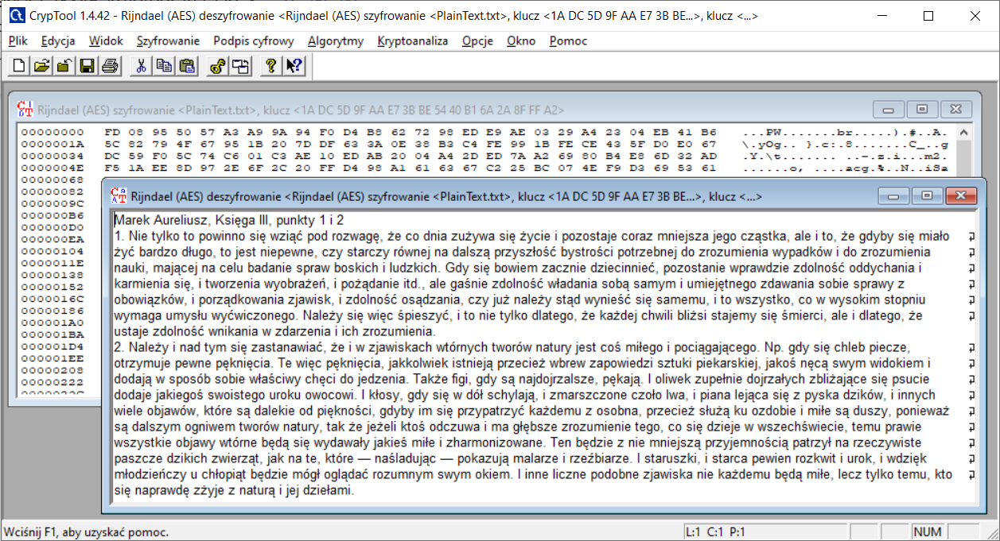 CrypTool 1.4.42 - Rijndael (AES) deszyfrowanie <Rijndael (AES) szyfrowanie <PlainText.txt>, klucz <1A DC 5D 9F AA E7 3B BE...>, klucz <...>
Plik Edycja Widok Szyfrowanie Podpis cyfrowy Algorytmy Kryptoanaliza Opcje Okno Pomoc
Rijndael (AES) szyfrowanie <PlainText.txt>, klucz <1A DC 5D 9F AA E7 3B BE 54 40 B1 6A 2A 8F FF A2>
00000000 FD 08 95 50 57 A3 A9 9A 94 F0 D4 B8 62 72 98 ED E9 AE 03 29 A4 23 04 EB 41 B6 ...PW.......br.....).#..A.
0000001A 5C 82 79 4F 67 95 1B 20 7D DF 63 3A 0E 38 B3 C4 FE 99 1B FE CE 43 5F D0 E0 67 \.yOg.. }.c:.8.......C_..g
00000034 DC 59 F0 5C 74 C6 01 C3 AE 10 ED AB 20 04 A4 2D ED 7A A2 69 80 B4 E8 6D 32 AD .Y.\t....... ..-.z.i...m2.
0000004E F5 1A EE 8D 97 2E 6F 2C 20 FF D4 98 A1 61 63 67 C2 25 BC 07 4E F9 D3 69 53 61 ......o, ....acg.%..N..iSa
00000068
00000082
0000009C
000000B6
000000D0
000000EA
00000104
0000011E
00000138
00000152
0000016C
00000186
000001A0
000001BA
000001D4
000001EE
00000208
00000222
0000023C
Rijndael (AES) deszyfrowanie <Rijndael (AES) szyfrowanie <PlainText.txt>, klucz <1A DC 5D 9F AA E7 3B BE...>, klucz <...>
Marek Aureliusz, Księga III, punkty 1 i 2
1. Nie tylko to powinno się wziąć pod rozwagę, że co dnia zużywa się życie i pozostaje coraz mniejsza jego cząstka, ale i to, że gdyby się miało
żyć bardzo długo, to jest niepewne, czy starczy równej na dalszą przyszłość bystrości potrzebnej do zrozumienia wypadków i do zrozumienia
nauki, mającej na celu badanie spraw boskich i ludzkich. Gdy się bowiem zacznie dziecinnieć, pozostanie wprawdzie zdolność oddychania i
karmienia się, i tworzenia wyobrażeń, i pożądanie itd., ale gaśnie zdolność władania sobą samym i umiejętnego zdawania sobie sprawy z
obowiązków, i porządkowania zjawisk, i zdolność osądzania, czy już należy stąd wynieść się samemu, i to wszystko, co w wysokim stopniu
wymaga umysłu wyćwiczonego. Należy się więc śpieszyć, i to nie tylko dlatego, że każdej chwili bliżsi stajemy się śmierci, ale i dlatego, że
ustaje zdolność wnikania w zdarzenia i ich zrozumienia.
2. Należy i nad tym się zastanawiać, że i w zjawiskach wtórnych tworów natury jest coś miłego i pociągającego. Np. gdy się chleb piecze,
otrzymuje pewne pęknięcia. Te więc pęknięcia, jakkolwiek istnieją przecież wbrew zapowiedzi sztuki piekarskiej, jakoś nęcą swym widokiem i
dodają w sposób sobie właściwy chęci do jedzenia. Także figi, gdy są najdojrzalsze, pękają. I oliwek zupełnie dojrzałych zbliżające się psucie
dodaje jakiegoś swoistego uroku owocowi. I kłosy, gdy się w dół schylają, i zmarszczone czoło lwa, i piana lejąca się z pyska dzików, i innych
wiele objawów, które są dalekie od piękności, gdyby im się przypatrzyć każdemu z osobna, przecież służą ku ozdobie i miłe są duszy, ponieważ
są dalszym ogniwem tworów natury, tak że jeżeli ktoś odczuwa i ma głębsze zrozumienie tego, co się dzieje w wszechświecie, temu prawie
wszystkie objawy wtórne będą się wydawały jakieś miłe i zharmonizowane. Ten będzie z nie mniejszą przyjemnością patrzył na rzeczywiste
paszcze dzikich zwierząt, jak na te, które — naśladując — pokazują malarze i rzeźbiarze. I staruszki, i starca pewien rozkwit i urok, i wdzięk
młodzieńczy u chłopiąt będzie mógł oglądać rozumnym swym okiem. I inne liczne podobne zjawiska nie każdemu będą miłe, lecz tylko temu, kto
się naprawdę zżyje z naturą i jej dziełami.
Wciśnij F1, aby uzyskać pomoc. L:1 C:1 P:1 NUM